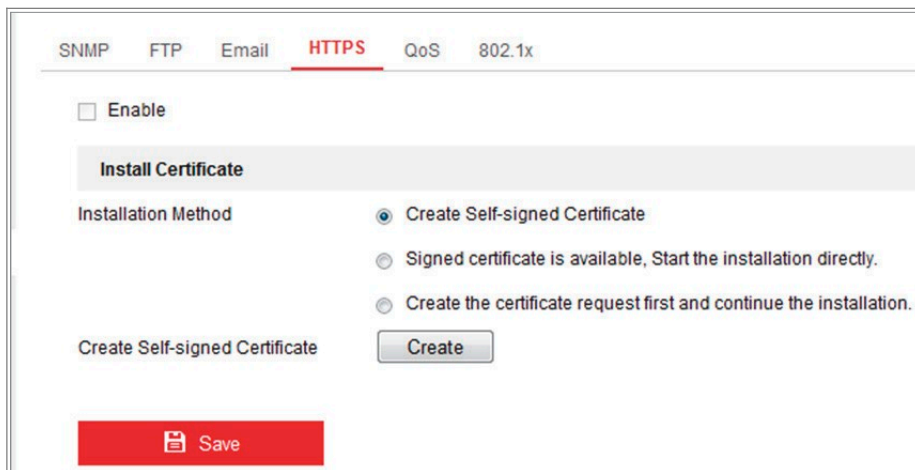 SNMP FTP Email HTTPS QoS 802.1x
Enable
Install Certificate
Installation Method Create Self-signed Certificate
Signed certificate is available, Start the installation directly.
Create the certificate request first and continue the installation.
Create Self-signed Certificate Create
Save